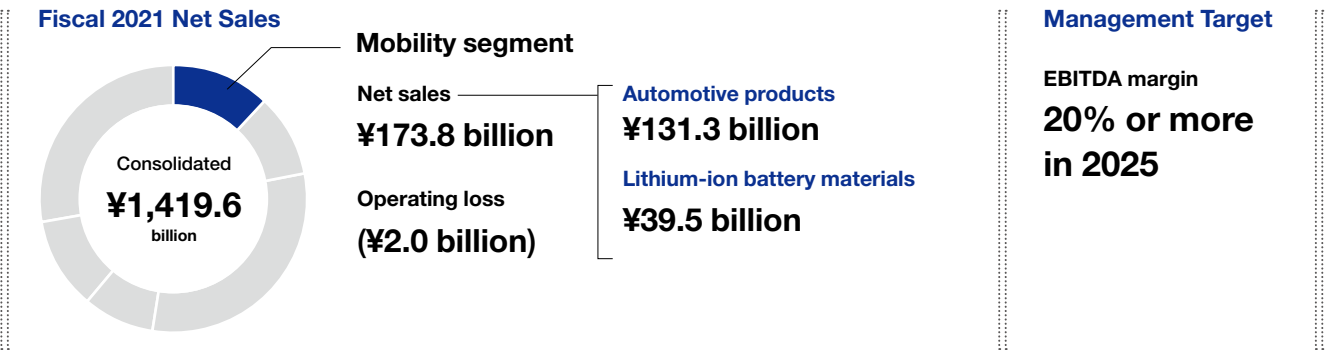 Fiscal 2021 Net Sales
Consolidated
¥1,419.6
billion
Mobility segment
Net sales
¥173.8 billion
Operating loss
(¥2.0 billion)
Automotive products
¥131.3 billion
Lithium-ion battery materials
¥39.5 billion
Management Target
EBITDA margin
20% or more
in 2025